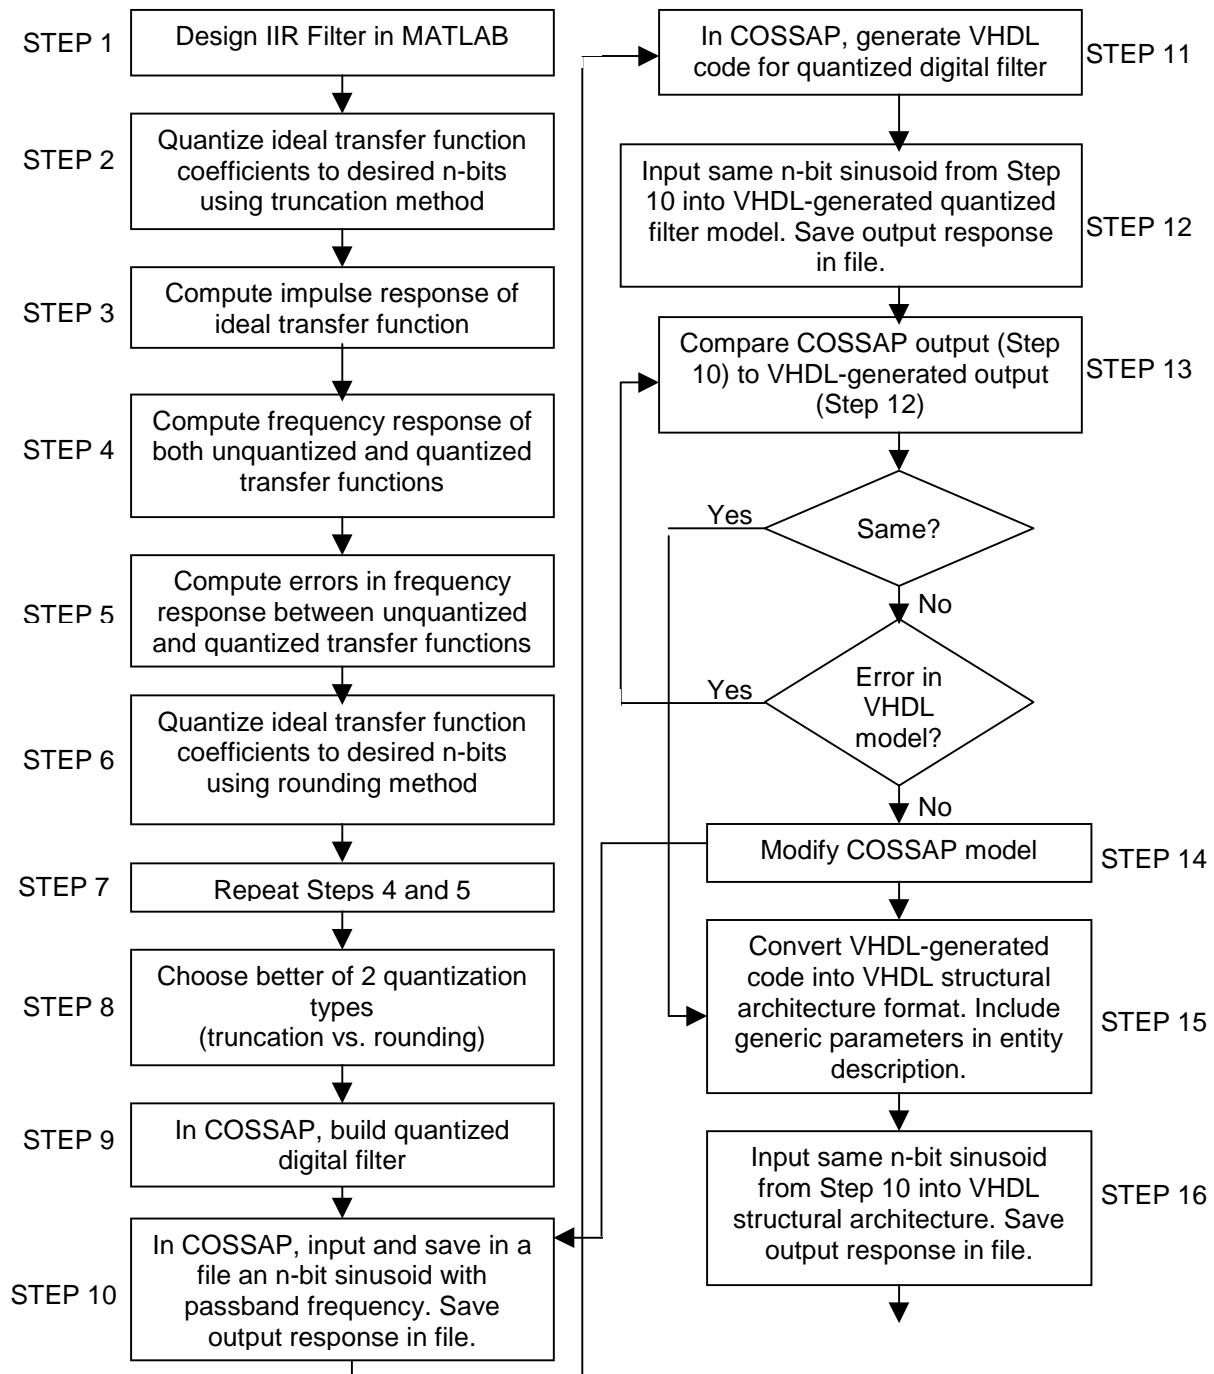 STEP 1
Design IIR Filter in MATLAB
STEP 2
Quantize ideal transfer function
coefficients to desired n-bits
using truncation method
STEP 3
Compute impulse response of
ideal transfer function
STEP 4
Compute frequency response of
both unquantized and quantized
transfer functions
STEP 5
Compute errors in frequency
response between unquantized
and quantized transfer functions
STEP 6
Quantize ideal transfer function
coefficients to desired n-bits
using rounding method
STEP 7
Repeat Steps 4 and 5
STEP 8
Choose better of 2 quantization
types
(truncation vs. rounding)
STEP 9
In COSSAP, build quantized
digital filter
STEP 10
In COSSAP, input and save in a
file an n-bit sinusoid with
passband frequency. Save
output response in file.
In COSSAP, generate VHDL
code for quantized digital filter
STEP 11
Input same n-bit sinusoid from Step
10 into VHDL-generated quantized
filter model. Save output response
in file.
STEP 12
Compare COSSAP output (Step
10) to VHDL-generated output
(Step 12)
STEP 13
Yes
Same?
No
Yes
Error in
VHDL
model?
No
Modify COSSAP model
STEP 14
Convert VHDL-generated
code into VHDL structural
architecture format. Include
generic parameters in entity
description.
STEP 15
Input same n-bit sinusoid
from Step 10 into VHDL
structural architecture. Save
output response in file.
STEP 16